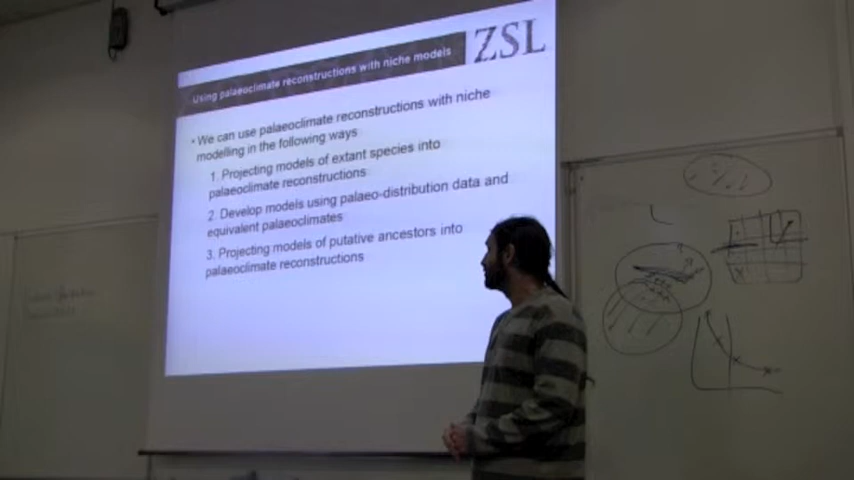 ZSL
Using palaeoclimate reconstructions with niche models
• We can use palaeoclimate reconstructions with niche
modelling in the following ways
1. Projecting models of extant species into
palaeoclimate reconstructions
2. Develop models using palaeo-distribution data and
equivalent palaeoclimates
3. Projecting models of putative ancestors into
palaeoclimate reconstructions